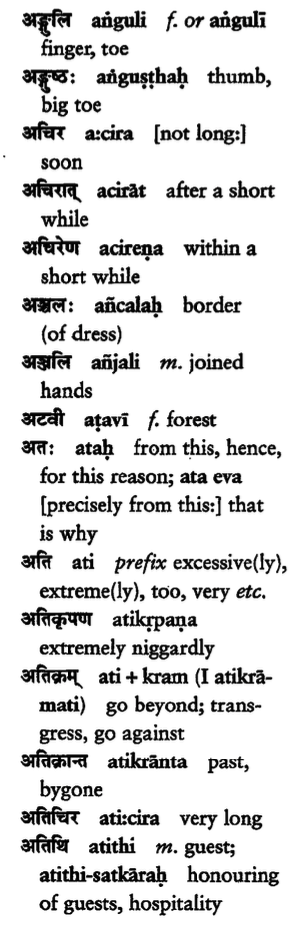 अङ्गुलि aṅguli f. or aṅgulī
finger, toe
अङ्गुष्ठः aṅguṣṭhaḥ thumb,
big toe
अचिर a:cira [not long:]
soon
अचिरात् acirāt after a short
while
अचिरेण acireṇa within a
short while
अञ्चलः añcalaḥ border
(of dress)
अञ्जलि añjali m. joined
hands
अटवी aṭavī f. forest
अतः ataḥ from this, hence,
for this reason; ata eva
[precisely from this:] that
is why
अति ati prefix excessive(ly),
extreme(ly), too, very etc.
अतिकृपण atikṛpaṇa
extremely niggardly
अतिक्रम् ati + kram (I atikrā-
mati) go beyond; trans-
gress, go against
अतिक्रान्त atikrānta past,
bygone
अतिचिर ati:cira very long
अतिथि atithi m. guest;
atithi-satkāraḥ honouring
of guests, hospitality